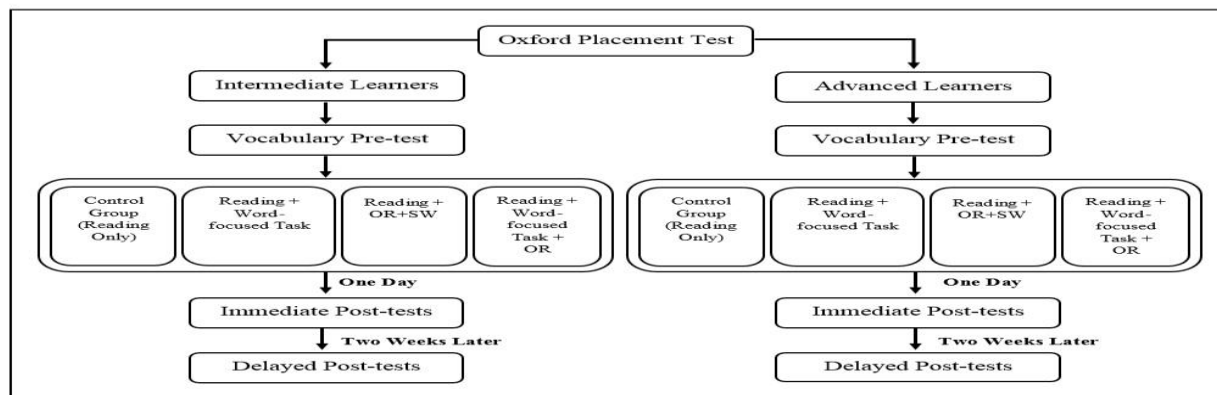 Oxford Placement Test
Intermediate Learners
Advanced Learners
Vocabulary Pre-test
Vocabulary Pre-test
Control
Group
(Reading
Only)
Reading +
Word-
focused Task
Reading +
OR+SW
Reading +
Word-
focused
Task +
OR
Control
Group
(Reading
Only)
Reading +
Word-
focused Task
Reading +
OR+SW
Reading +
Word-
focused
Task +
OR
One Day
One Day
Immediate Post-tests
Immediate Post-tests
Two Weeks Later
Two Weeks Later
Delayed Post-tests
Delayed Post-tests